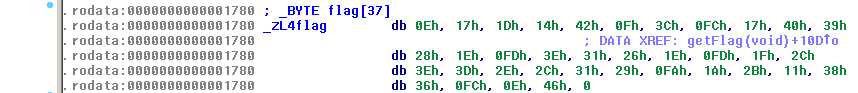 .rodata:0000000000001780 ; _BYTE flag[37]
.rodata:0000000000001780 _ZL4flag db 0Eh, 17h, 1Dh, 14h, 42h, 0Fh, 3Ch, 0FCh, 17h, 40h, 39h
.rodata:0000000000001780 ; DATA XREF: getFlag(void)+10D↑o
.rodata:0000000000001780 db 28h, 1Eh, 0FDh, 3Eh, 31h, 26h, 1Eh, 0FDh, 1Fh, 2Ch
.rodata:0000000000001780 db 3Eh, 3Dh, 2Eh, 2Ch, 31h, 29h, 0FAh, 1Ah, 2Bh, 11h, 38h
.rodata:0000000000001780 db 36h, 0FCh, 0Eh, 46h, 0